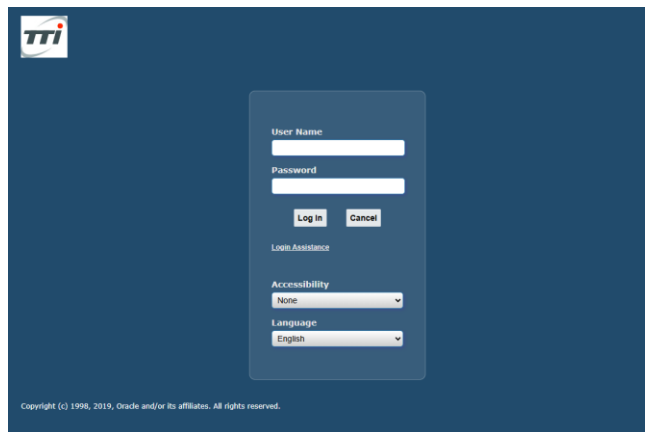 TTi
User Name
Password
Log In Cancel
Login Assistance
Accessibility
None
Language
English
Copyright (c) 1998, 2019, Oracle and/or its affiliates. All rights reserved.